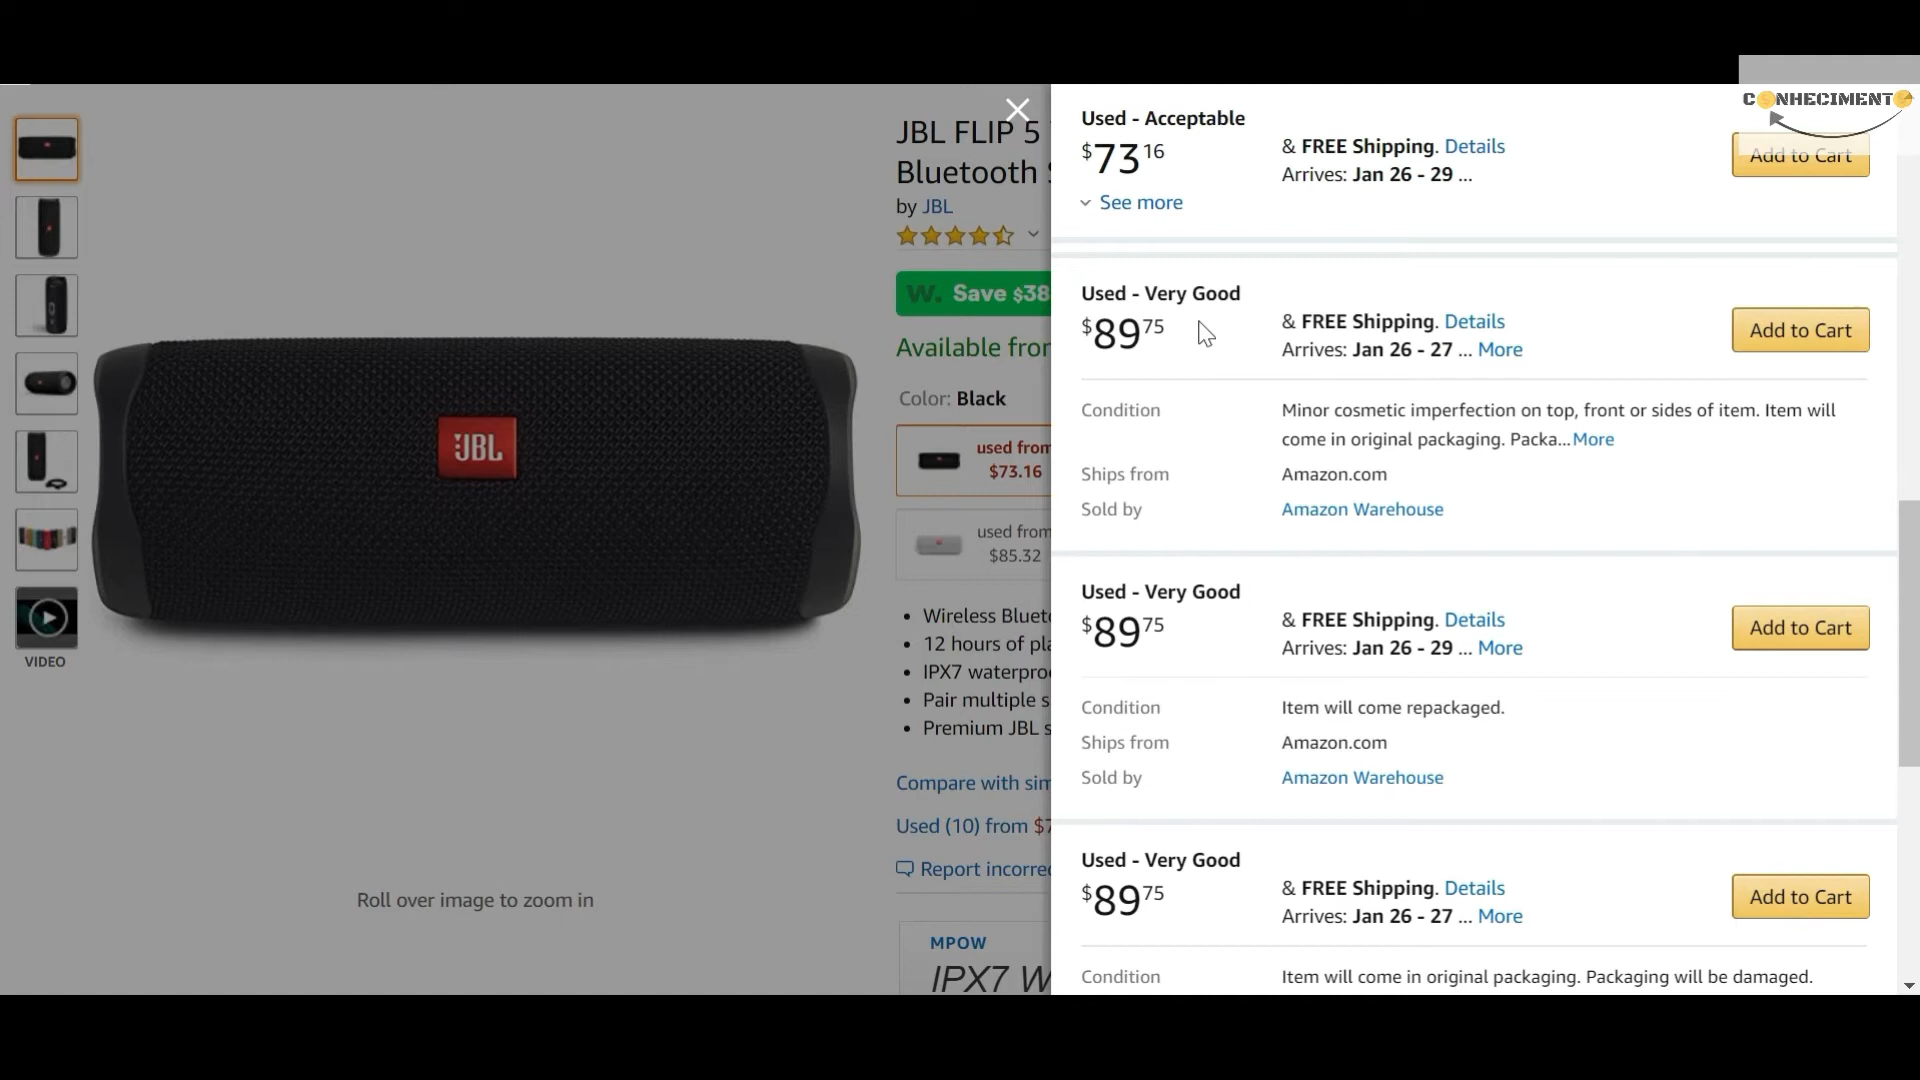 CONHECIMENTO
VIDEO
JBL
Roll over image to zoom in
JBL FLIP 5
Bluetooth
by JBL
W. Save $38
Available from
Color: Black
used from
$73.16
used from
$85.32
Wireless Bluet
12 hours of pla
IPX7 waterproo
Pair multiple s
Premium JBL s
Compare with sim
Used (10) from $7
Report incorrec
MPOW
IPX7 W
Used - Acceptable
$73 16
& FREE Shipping. Details
Arrives: Jan 26 - 29 ...
Add to Cart
See more
Used - Very Good
$89 75
& FREE Shipping. Details
Arrives: Jan 26 - 27 ... More
Add to Cart
Condition Minor cosmetic imperfection on top, front or sides of item. Item will
come in original packaging. Packa...More
Ships from Amazon.com
Sold by Amazon Warehouse
Used - Very Good
$89 75
& FREE Shipping. Details
Arrives: Jan 26 - 29 ... More
Add to Cart
Condition Item will come repackaged.
Ships from Amazon.com
Sold by Amazon Warehouse
Used - Very Good
$89 75
& FREE Shipping. Details
Arrives: Jan 26 - 27 ... More
Add to Cart
Condition Item will come in original packaging. Packaging will be damaged.